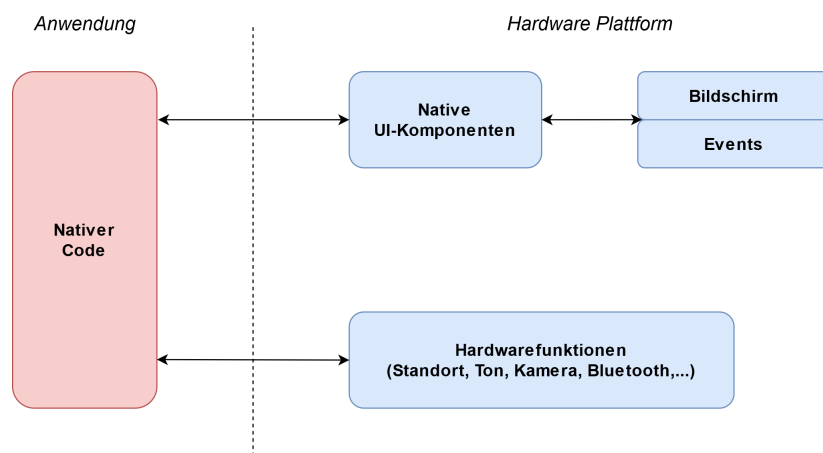 Anwendung
Hardware Plattform
Native
UI-Komponenten
Bildschirm
Events
Nativer
Code
Hardwarefunktionen
(Standort, Ton, Kamera, Bluetooth,...)